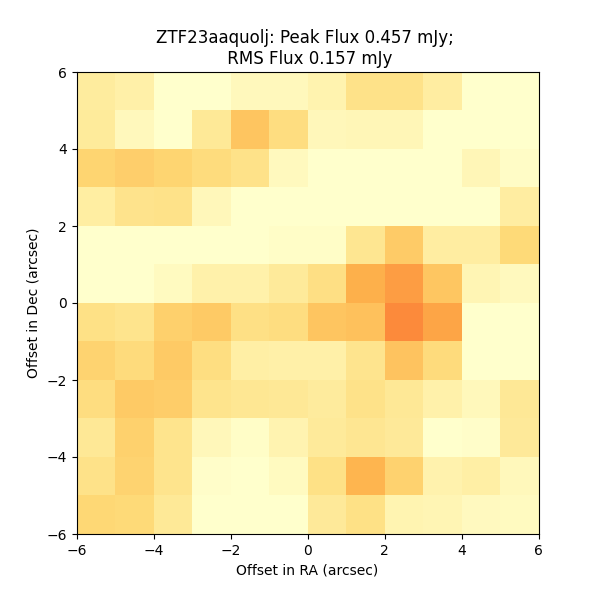 ZTF23aaquolj: Peak Flux 0.457 mJy;
RMS Flux 0.157 mJy
6
4
2
0
−2
−4
−6
Offset in Dec (arcsec)
−6 −4 −2 0 2 4 6
Offset in RA (arcsec)